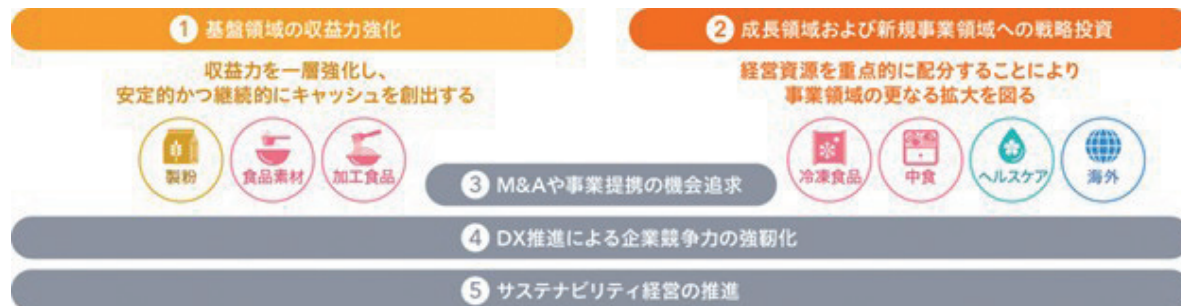 1 基盤領域の収益力強化
収益力を一層強化し、
安定的かつ継続的にキャッシュを創出する
製粉
食品素材
加工食品
2 成長領域および新規事業領域への戦略投資
経営資源を重点的に配分することにより
事業領域の更なる拡大を図る
冷凍食品
中食
ヘルスケア
海外
3 M&Aや事業提携の機会追求
4 DX推進による企業競争力の強靭化
5 サステナビリティ経営の推進